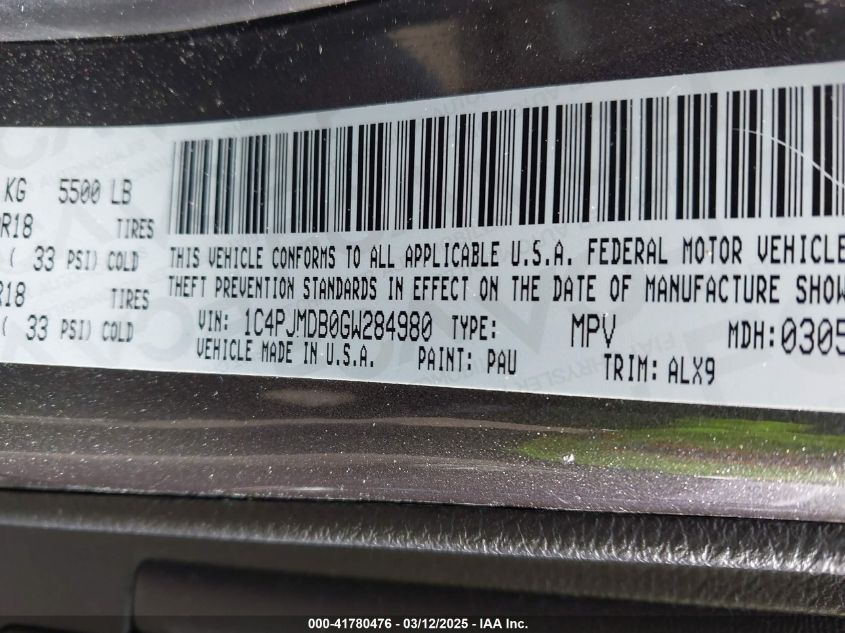 KG 5500 LB
R18 TIRES
( 33 PSI) COLD
R18 TIRES
( 33 PSI) COLD
THIS VEHICLE CONFORMS TO ALL APPLICABLE U.S.A. FEDERAL MOTOR VEHICLE
THEFT PREVENTION STANDARDS IN EFFECT ON THE DATE OF MANUFACTURE SHOW
VIN: 1C4PJMDB0GW284980 TYPE: MPV MDH:0305
VEHICLE MADE IN U.S.A. PAINT: PAU TRIM: ALX9
000-41780476 - 03/12/2025 - IAA Inc.